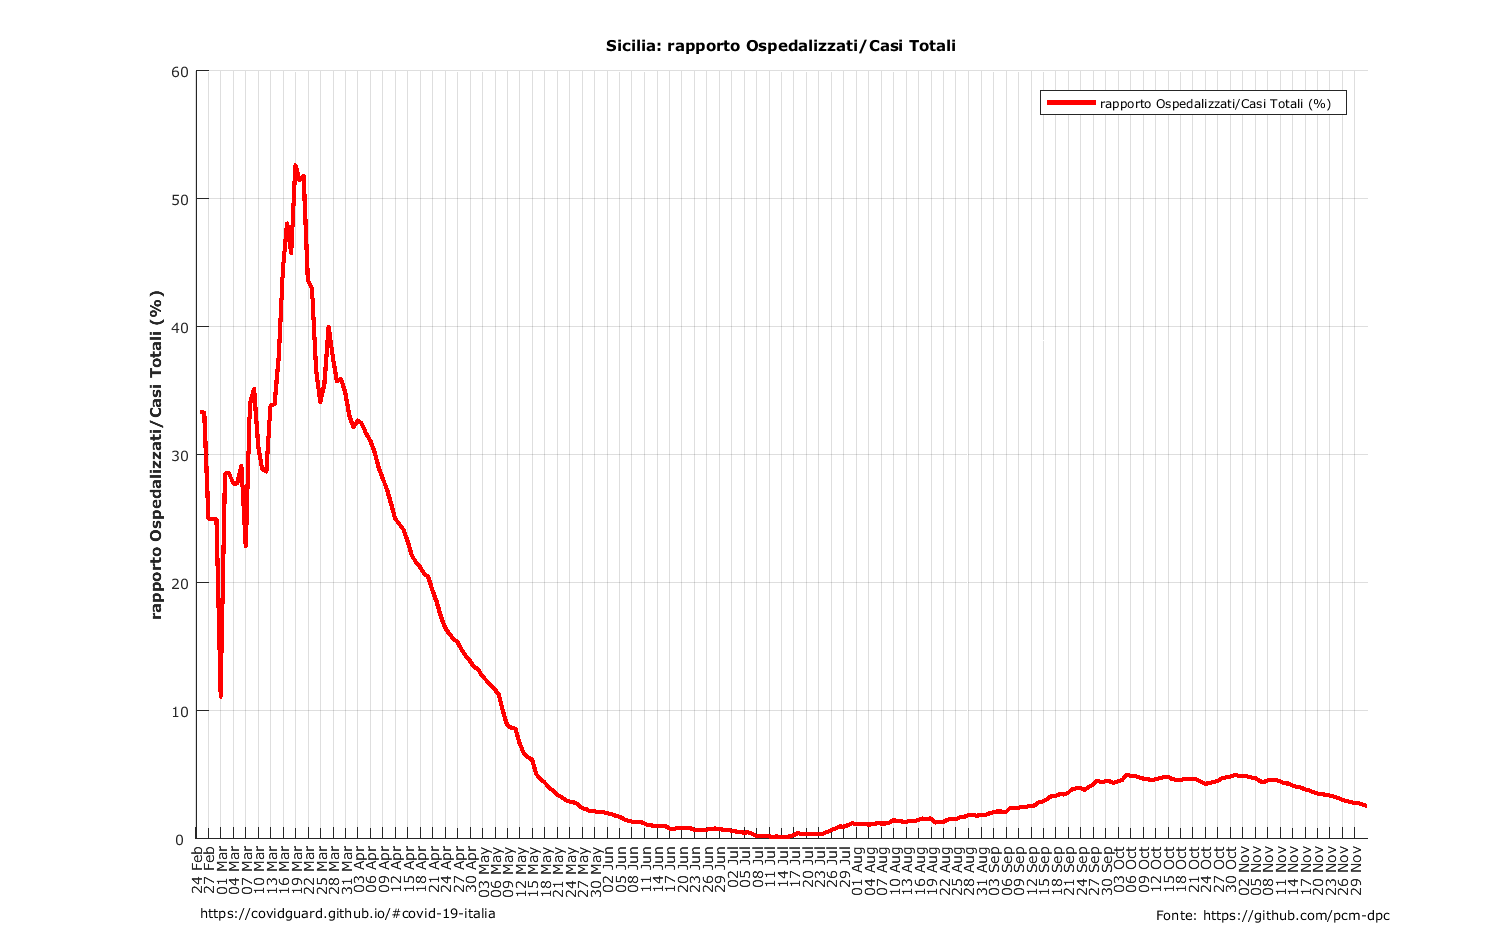 Sicilia: rapporto Ospedalizzati/Casi Totali
rapporto Ospedalizzati/Casi Totali (%)
rapporto Ospedalizzati/Casi Totali (%)
60
50
40
30
20
10
0
24 Feb
27 Feb
01 Mar
04 Mar
07 Mar
10 Mar
13 Mar
16 Mar
19 Mar
22 Mar
25 Mar
28 Mar
31 Mar
03 Apr
06 Apr
09 Apr
12 Apr
15 Apr
18 Apr
21 Apr
24 Apr
27 Apr
30 Apr
03 May
06 May
09 May
12 May
15 May
18 May
21 May
24 May
27 May
30 May
02 Jun
05 Jun
08 Jun
11 Jun
14 Jun
17 Jun
20 Jun
23 Jun
26 Jun
29 Jun
02 Jul
05 Jul
08 Jul
11 Jul
14 Jul
17 Jul
20 Jul
23 Jul
26 Jul
29 Jul
01 Aug
04 Aug
07 Aug
10 Aug
13 Aug
16 Aug
19 Aug
22 Aug
25 Aug
28 Aug
31 Aug
03 Sep
06 Sep
09 Sep
12 Sep
15 Sep
18 Sep
21 Sep
24 Sep
27 Sep
30 Sep
03 Oct
06 Oct
09 Oct
12 Oct
15 Oct
18 Oct
21 Oct
24 Oct
27 Oct
30 Oct
02 Nov
05 Nov
08 Nov
11 Nov
14 Nov
17 Nov
20 Nov
23 Nov
26 Nov
29 Nov
https://covidguard.github.io/#covid-19-italia
Fonte: https://github.com/pcm-dpc